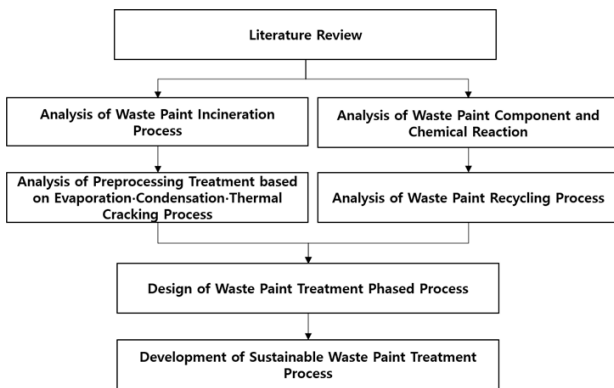 Literature Review
Analysis of Waste Paint Incineration
Process
Analysis of Waste Paint Component and
Chemical Reaction
Analysis of Preprocessing Treatment based
on Evaporation·Condensation·Thermal
Cracking Process
Analysis of Waste Paint Recycling Process
Design of Waste Paint Treatment Phased Process
Development of Sustainable Waste Paint Treatment
Process